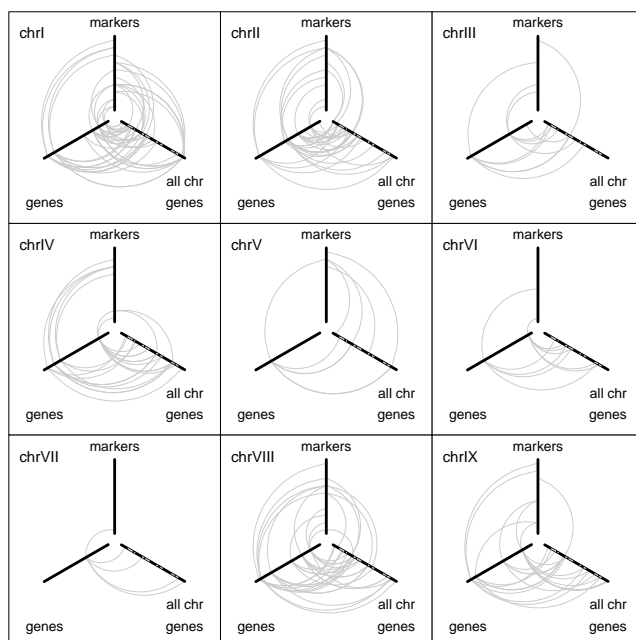 chrI
markers
genes
all chr
genes
chrII
markers
genes
all chr
genes
chrIII
markers
genes
all chr
genes
chrIV
markers
genes
all chr
genes
chrV
markers
genes
all chr
genes
chrVI
markers
genes
all chr
genes
chrVII
markers
genes
all chr
genes
chrVIII
markers
genes
all chr
genes
chrIX
markers
genes
all chr
genes